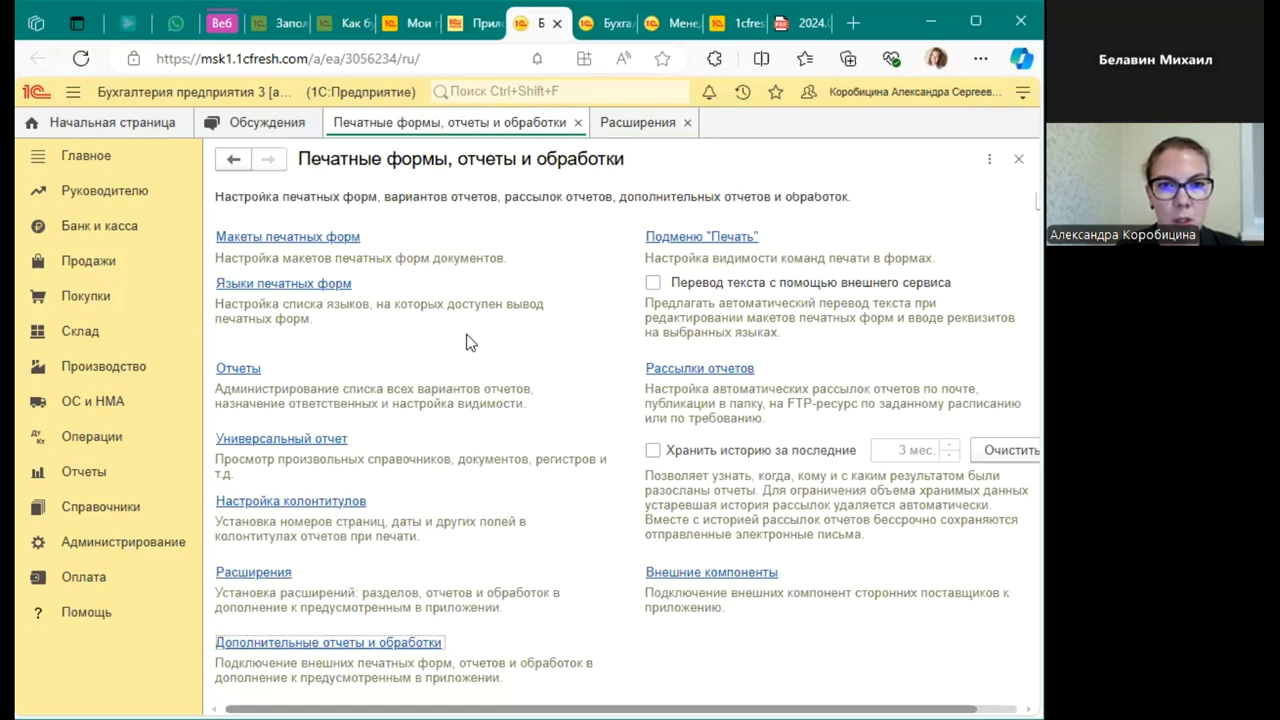 Веб
Запол
Как б
Мои г
Прило
Б
Бухга
Мене,
1cfres
2024.0
https://msk1.1cfresh.com/a/ea/3056234/ru/
Бухгалтерия предприятия 3 [а...
(1С:Предприятие)
Поиск Ctrl+Shift+F
Коробицина Александра Сергеев...
Начальная страница
Обсуждения
Печатные формы, отчеты и обработки
Расширения
Главное
Руководителю
Банк и касса
Продажи
Покупки
Склад
Производство
ОС и НМА
Операции
Отчеты
Справочники
Администрирование
Оплата
Помощь
Печатные формы, отчеты и обработки
Настройка печатных форм, вариантов отчетов, рассылок отчетов, дополнительных отчетов и обработок.
Макеты печатных форм
Настройка макетов печатных форм документов.
Языки печатных форм
Настройка списка языков, на которых доступен вывод
печатных форм.
Отчеты
Администрирование списка всех вариантов отчетов,
назначение ответственных и настройка видимости.
Универсальный отчет
Просмотр произвольных справочников, документов, регистров и
т.д.
Настройка колонтитулов
Установка номеров страниц, даты и других полей в
колонтитулах отчетов при печати.
Расширения
Установка расширений: разделов, отчетов и обработок в
дополнение к предусмотренным в приложении.
Дополнительные отчеты и обработки
Подключение внешних печатных форм, отчетов и обработок в
дополнение к предусмотренным в приложении.
Подменю "Печать"
Настройка видимости команд печати в формах.
Перевод текста с помощью внешнего сервиса
Предлагать автоматический перевод текста при
редактировании макетов печатных форм и вводе реквизитов
на выбранных языках.
Рассылки отчетов
Настройка автоматических рассылок отчетов по почте,
публикации в папку, на FTP-ресурс по заданному расписанию
или по требованию.
Хранить историю за последние
3 мес.
Очистить
Позволяет узнать, когда, кому и с каким результатом были
разосланы отчеты. Для ограничения объема хранимых данных
устаревшая история рассылок удаляется автоматически.
Вместе с историей рассылок отчетов бессрочно сохраняются
отправленные электронные письма.
Внешние компоненты
Подключение внешних компонент сторонних поставщиков к
приложению.
Белавин Михаил
Александра Коробицина